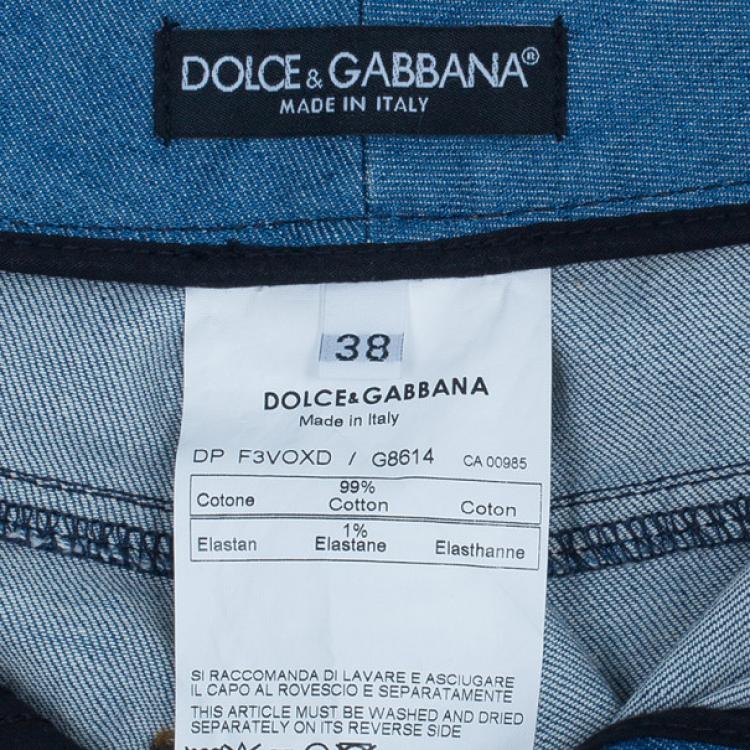 DOLCE & GABBANA®
MADE IN ITALY
38
DOLCE&GABBANA
Made in Italy
DP F3VOXD / G8614 CA 00985
99%
Cotone Cotton Coton
1%
Elastan Elastane Elasthanne
SI RACCOMANDA DI LAVARE E ASCIUGARE
IL CAPO AL ROVESCIO E SEPARATAMENTE
THIS ARTICLE MUST BE WASHED AND DRIED
SEPARATELY ON ITS REVERSE SIDE